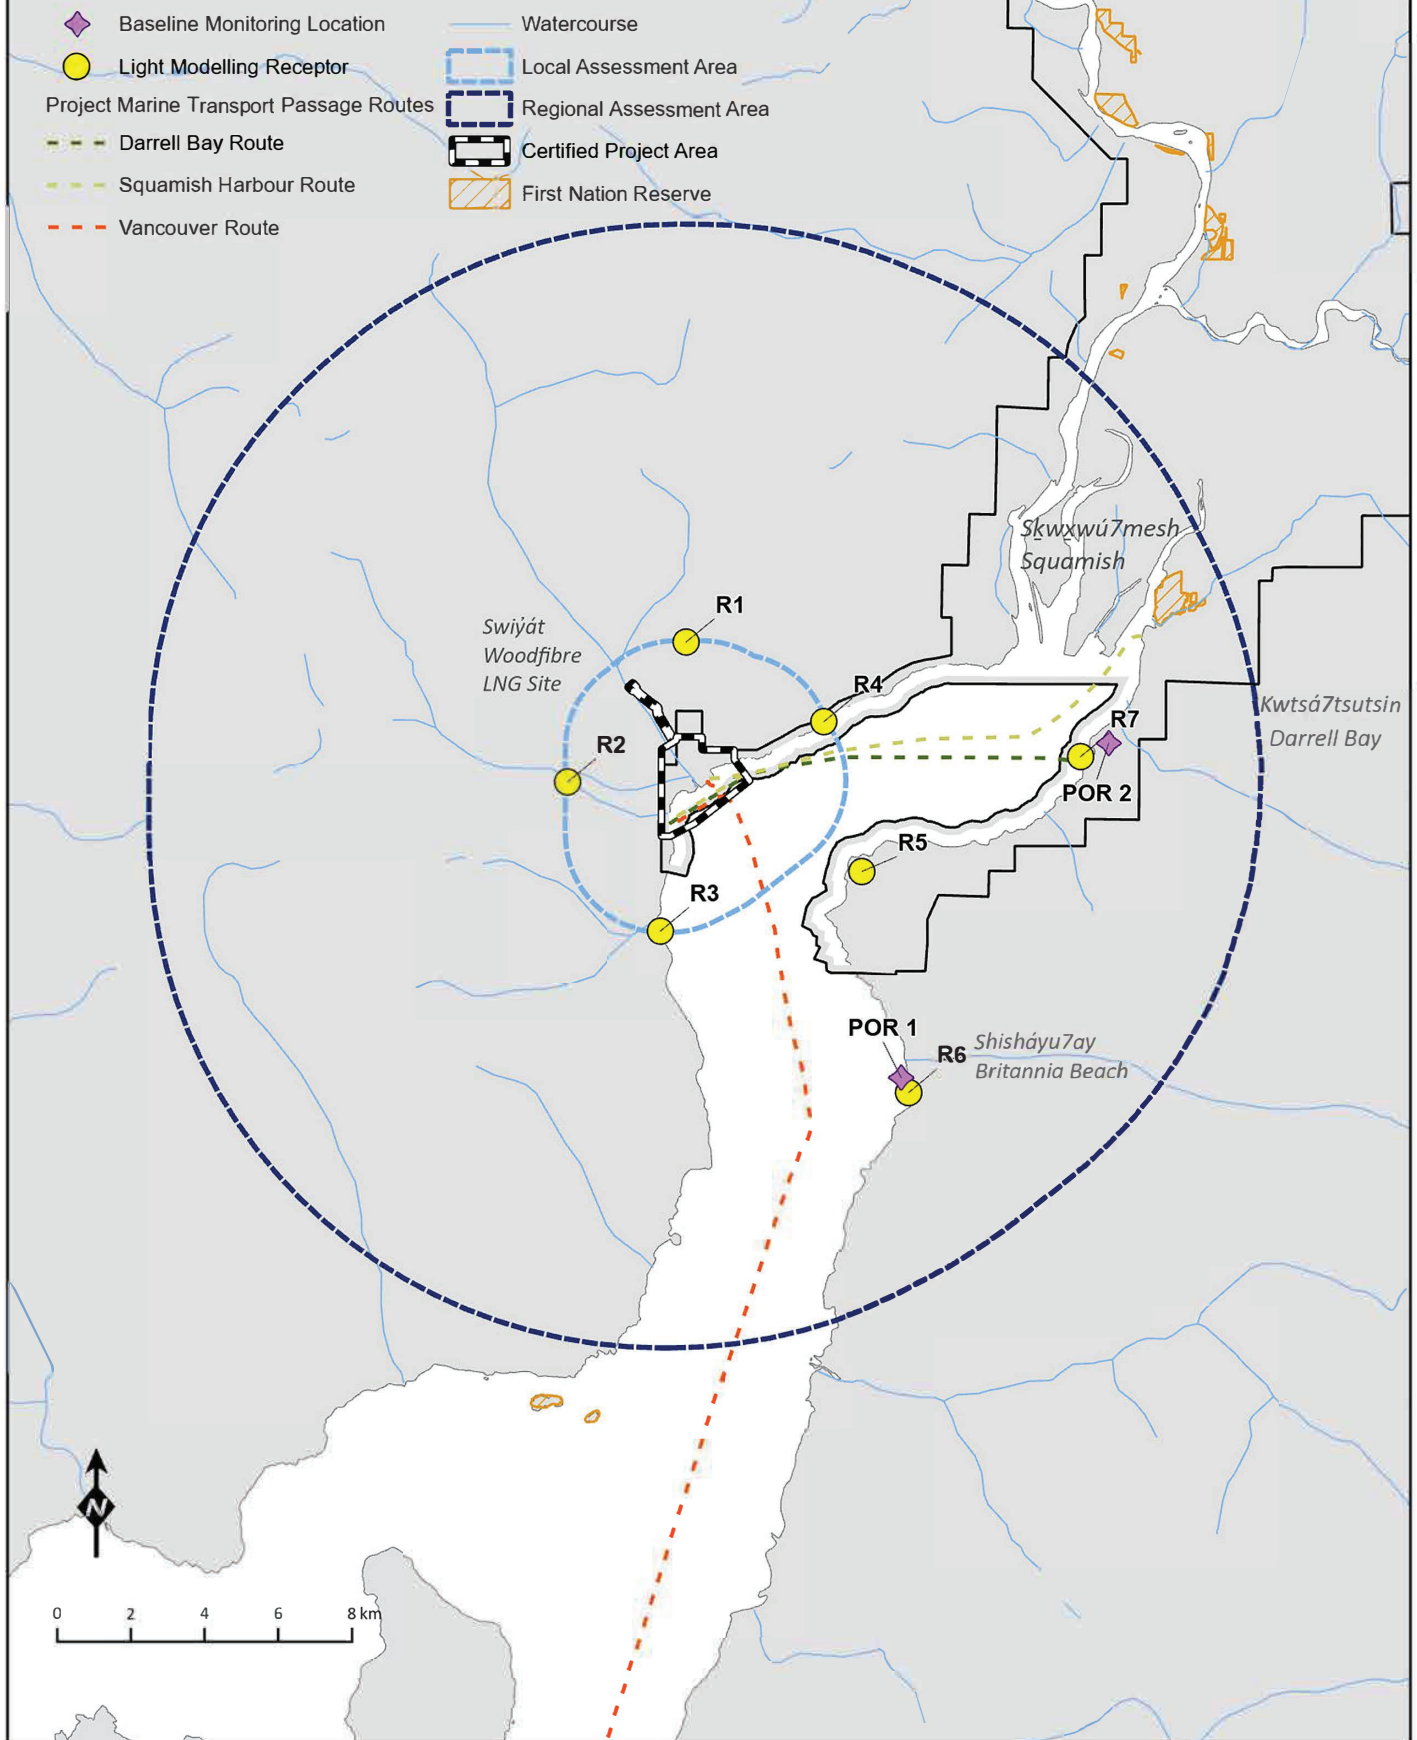 Baseline Monitoring Location
Light Modelling Receptor
Project Marine Transport Passage Routes
Darrell Bay Route
Squamish Harbour Route
Vancouver Route
Watercourse
Local Assessment Area
Regional Assessment Area
Certified Project Area
First Nation Reserve
Sḵwx̱wú7mesh
Squamish
R1
Swiy̓át
Woodfibre
LNG Site
R4
R2
Kwtsá7tsutsin
Darrell Bay
R7
POR 2
R5
R3
POR 1
R6
Shisháyu7ay
Britannia Beach
N
0 2 4 6 8 km